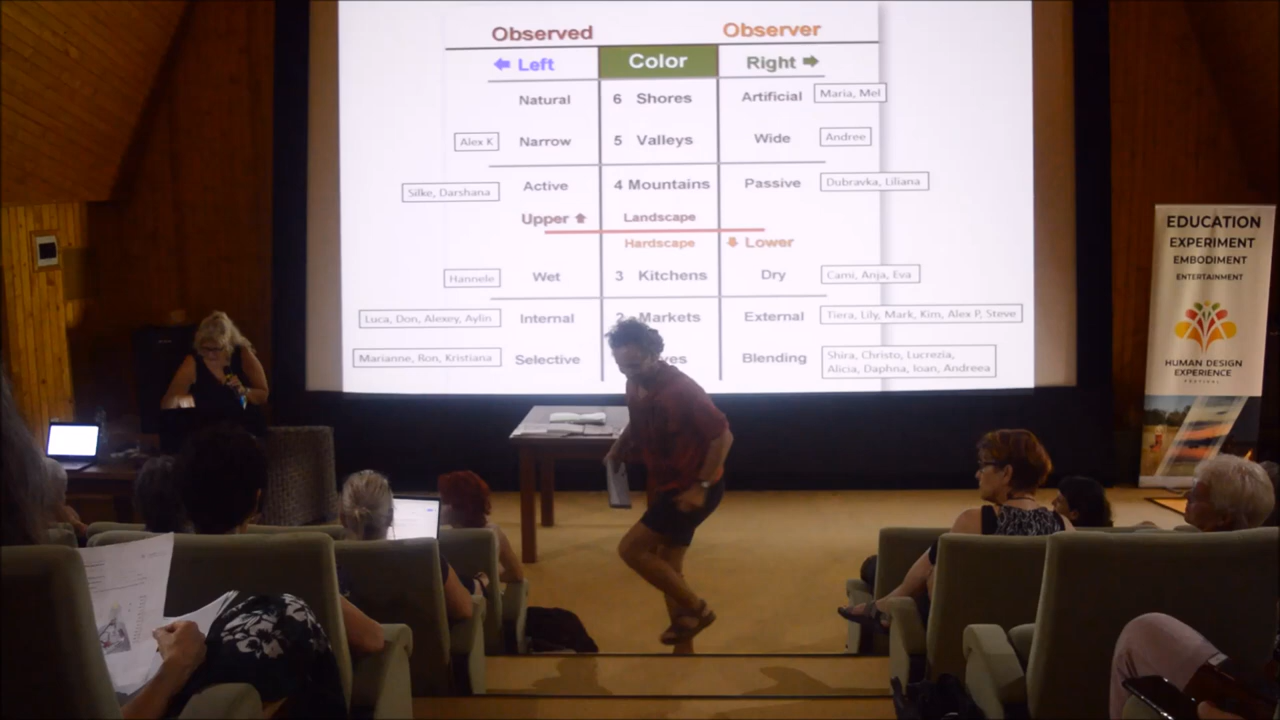 Observed Observer
Left Color Right
Natural 6 Shores Artificial Maria, Mel
Alex K Narrow 5 Valleys Wide Andree
Silke, Darshana Active 4 Mountains Passive Dubravka, Liliana
Upper Landscape
Hardscape Lower
Hannele Wet 3 Kitchens Dry Cami, Anja, Eva
Luca, Don, Alexey, Aylin Internal 2 Markets External Tiera, Lily, Mark, Kim, Alex P, Steve
Marianne, Ron, Kristiana Selective Blending Shira, Christo, Lucrezia,
Alicia, Daphna, Ioan, Andreea
EDUCATION
EXPERIMENT
EMBODIMENT
ENTERTAINMENT
HUMAN DESIGN
EXPERIENCE
FESTIVAL